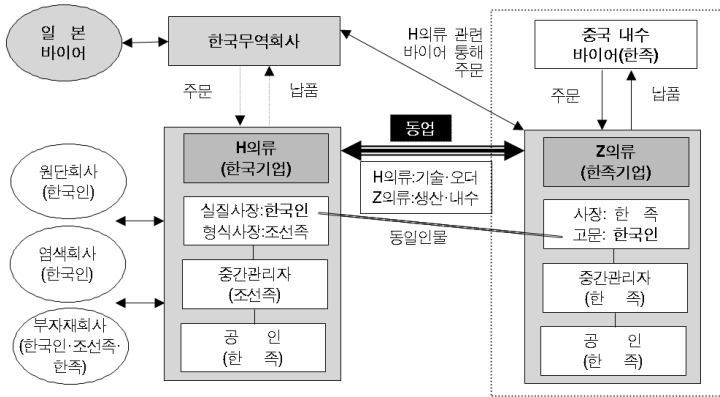 일 본
바이어
한국무역회사
H의류 관련
바이어 통해
주문
중국 내수
바이어(한족)
주문
납품
주문
납품
동업
H의류
(한국기업)
Z의류
(한족기업)
H의류:기술·오더
Z의류:생산·내수
원단회사
(한국인)
실질사장:한국인
형식사장:조선족
동일인물
사장: 한 족
고문: 한국인
염색회사
(한국인)
중간관리자
(조선족)
중간관리자
(한 족)
부자재회사
(한국인·조선족·
한족)
공 인
(한 족)
공 인
(한 족)